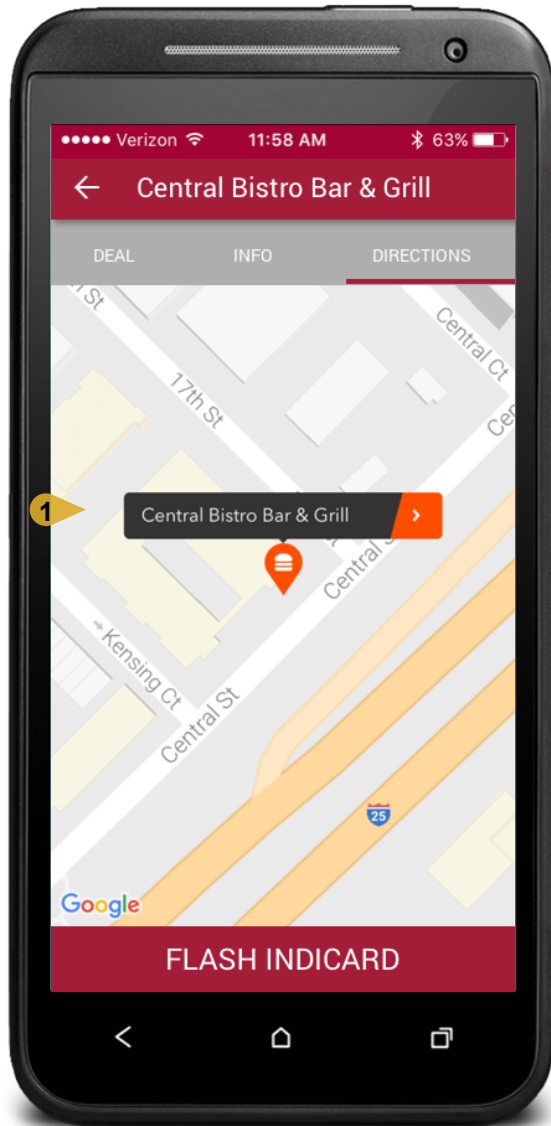 Verizon 11:58 AM 63%
Central Bistro Bar & Grill
DEAL INFO DIRECTIONS
St
Central Ct
17th St
1
Central Bistro Bar & Grill
Central
Kensing Ct
Central St
25
Google
FLASH INDICARD